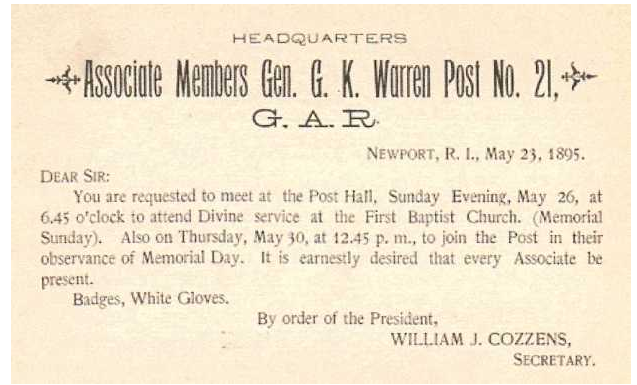 HEADQUARTERS
Associate Members Gen. G. K. Warren Post No. 21,
G. A. R.
NEWPORT, R. I., May 23, 1895.
DEAR SIR:
You are requested to meet at the Post Hall, Sunday Evening, May 26, at
6.45 o'clock to attend Divine service at the First Baptist Church. (Memorial
Sunday). Also on Thursday, May 30, at 12.45 p. m., to join the Post in their
observance of Memorial Day. It is earnestly desired that every Associate be
present.
Badges, White Gloves.
By order of the President,
WILLIAM J. COZZENS,
SECRETARY.